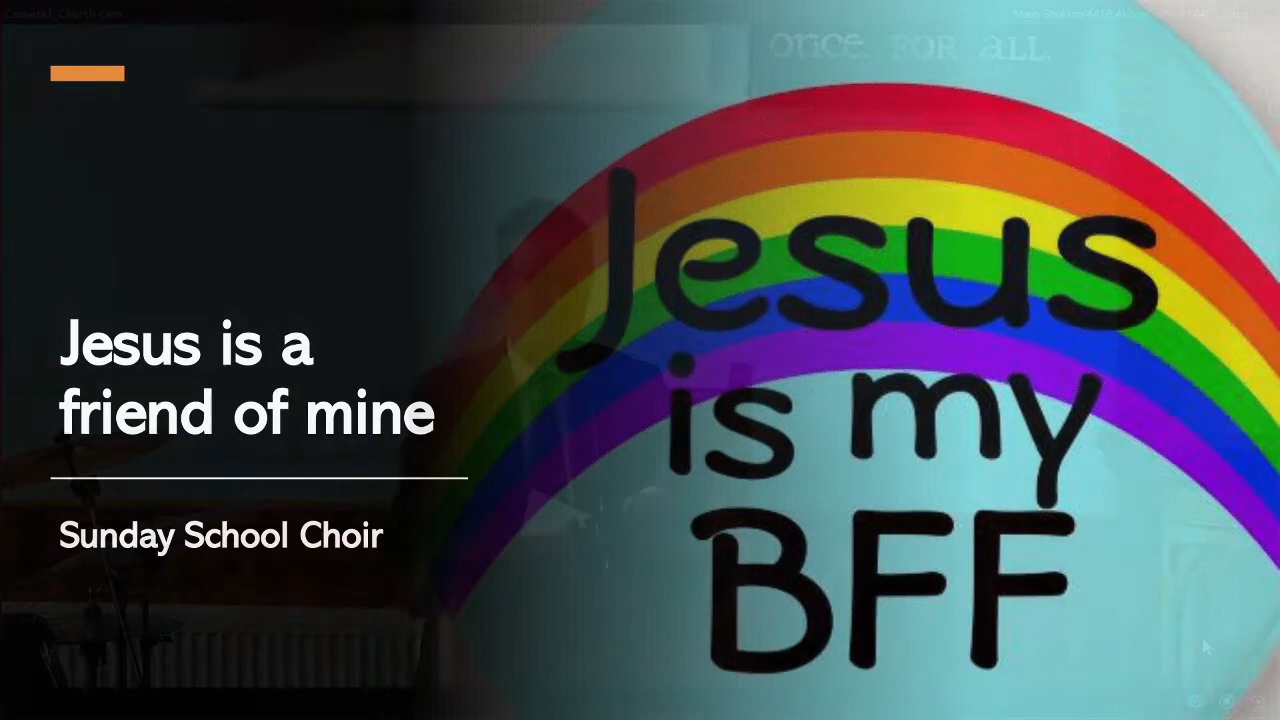 once FOR all.
Jesus
is my
BFF
Jesus is a
friend of mine
Sunday School Choir